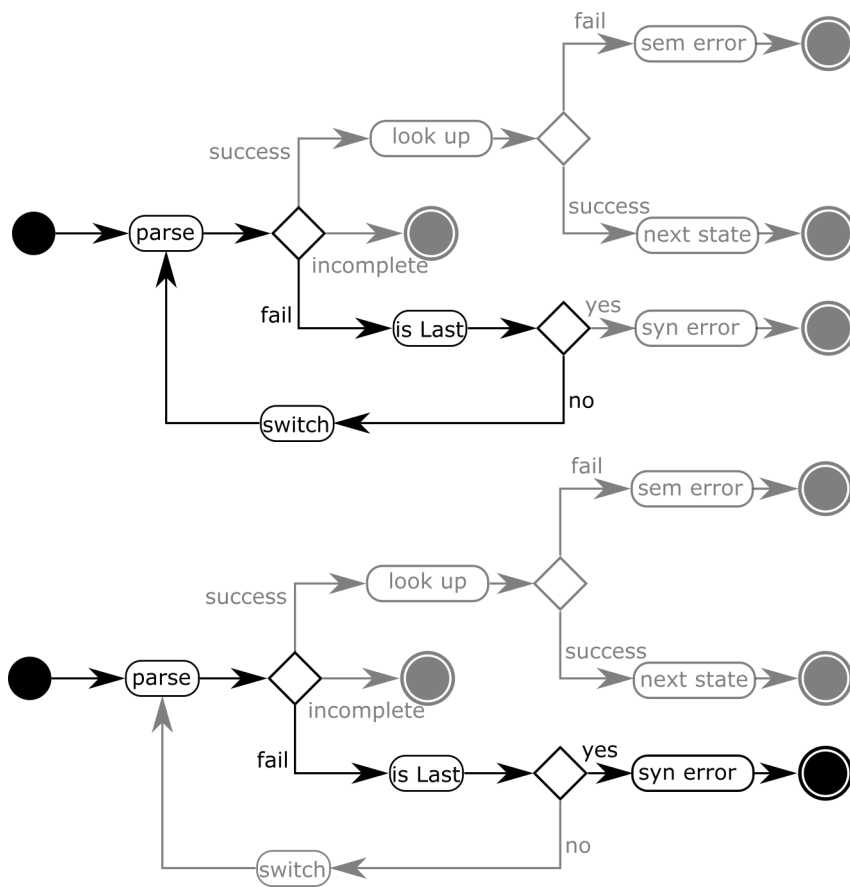 fail
sem error
look up
success
success
parse
next state
incomplete
yes
fail
is Last
syn error
no
switch
fail
sem error
look up
success
success
parse
next state
incomplete
yes
fail
is Last
syn error
no
switch